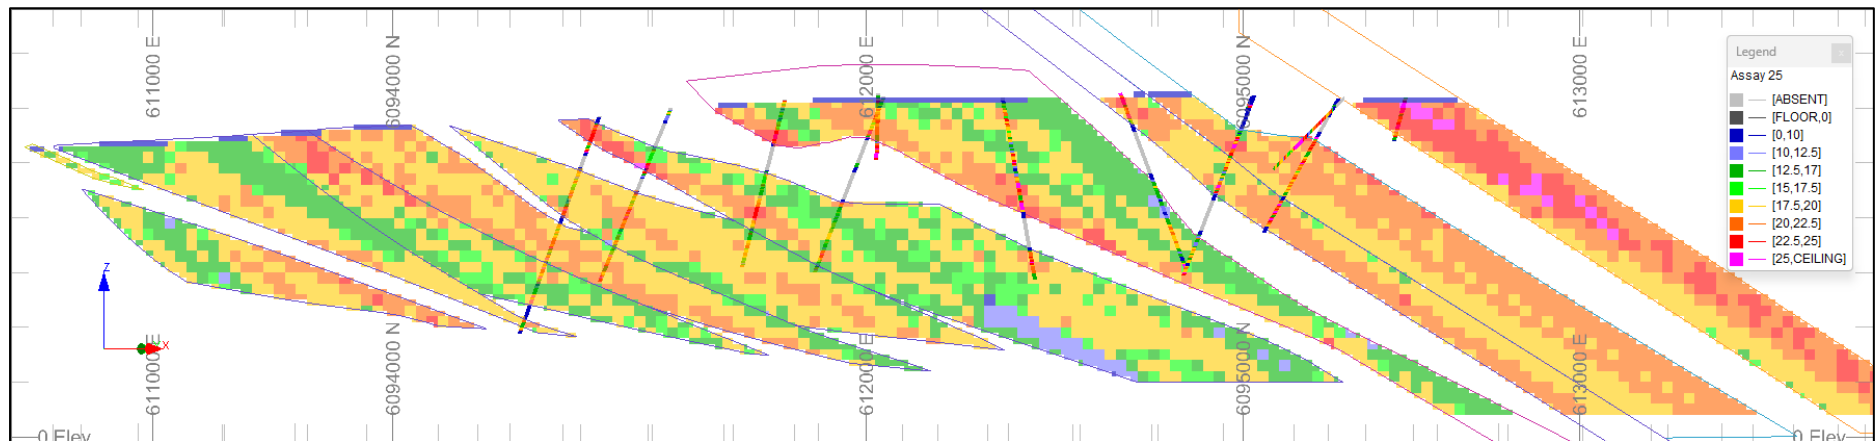 611000 E
6094000 N
612000 E
6095000 N
613000 E
Legend
x
Assay 25
[ABSENT]
[FLOOR,0]
[0,10]
[10,12.5]
[12.5,17]
[15,17.5]
[17.5,20]
[20,22.5]
[22.5,25]
[25,CEILING]
Z
X
611000 E
6094000 N
612000 E
6095000 N
613000 E
0 Elev
0 Elev